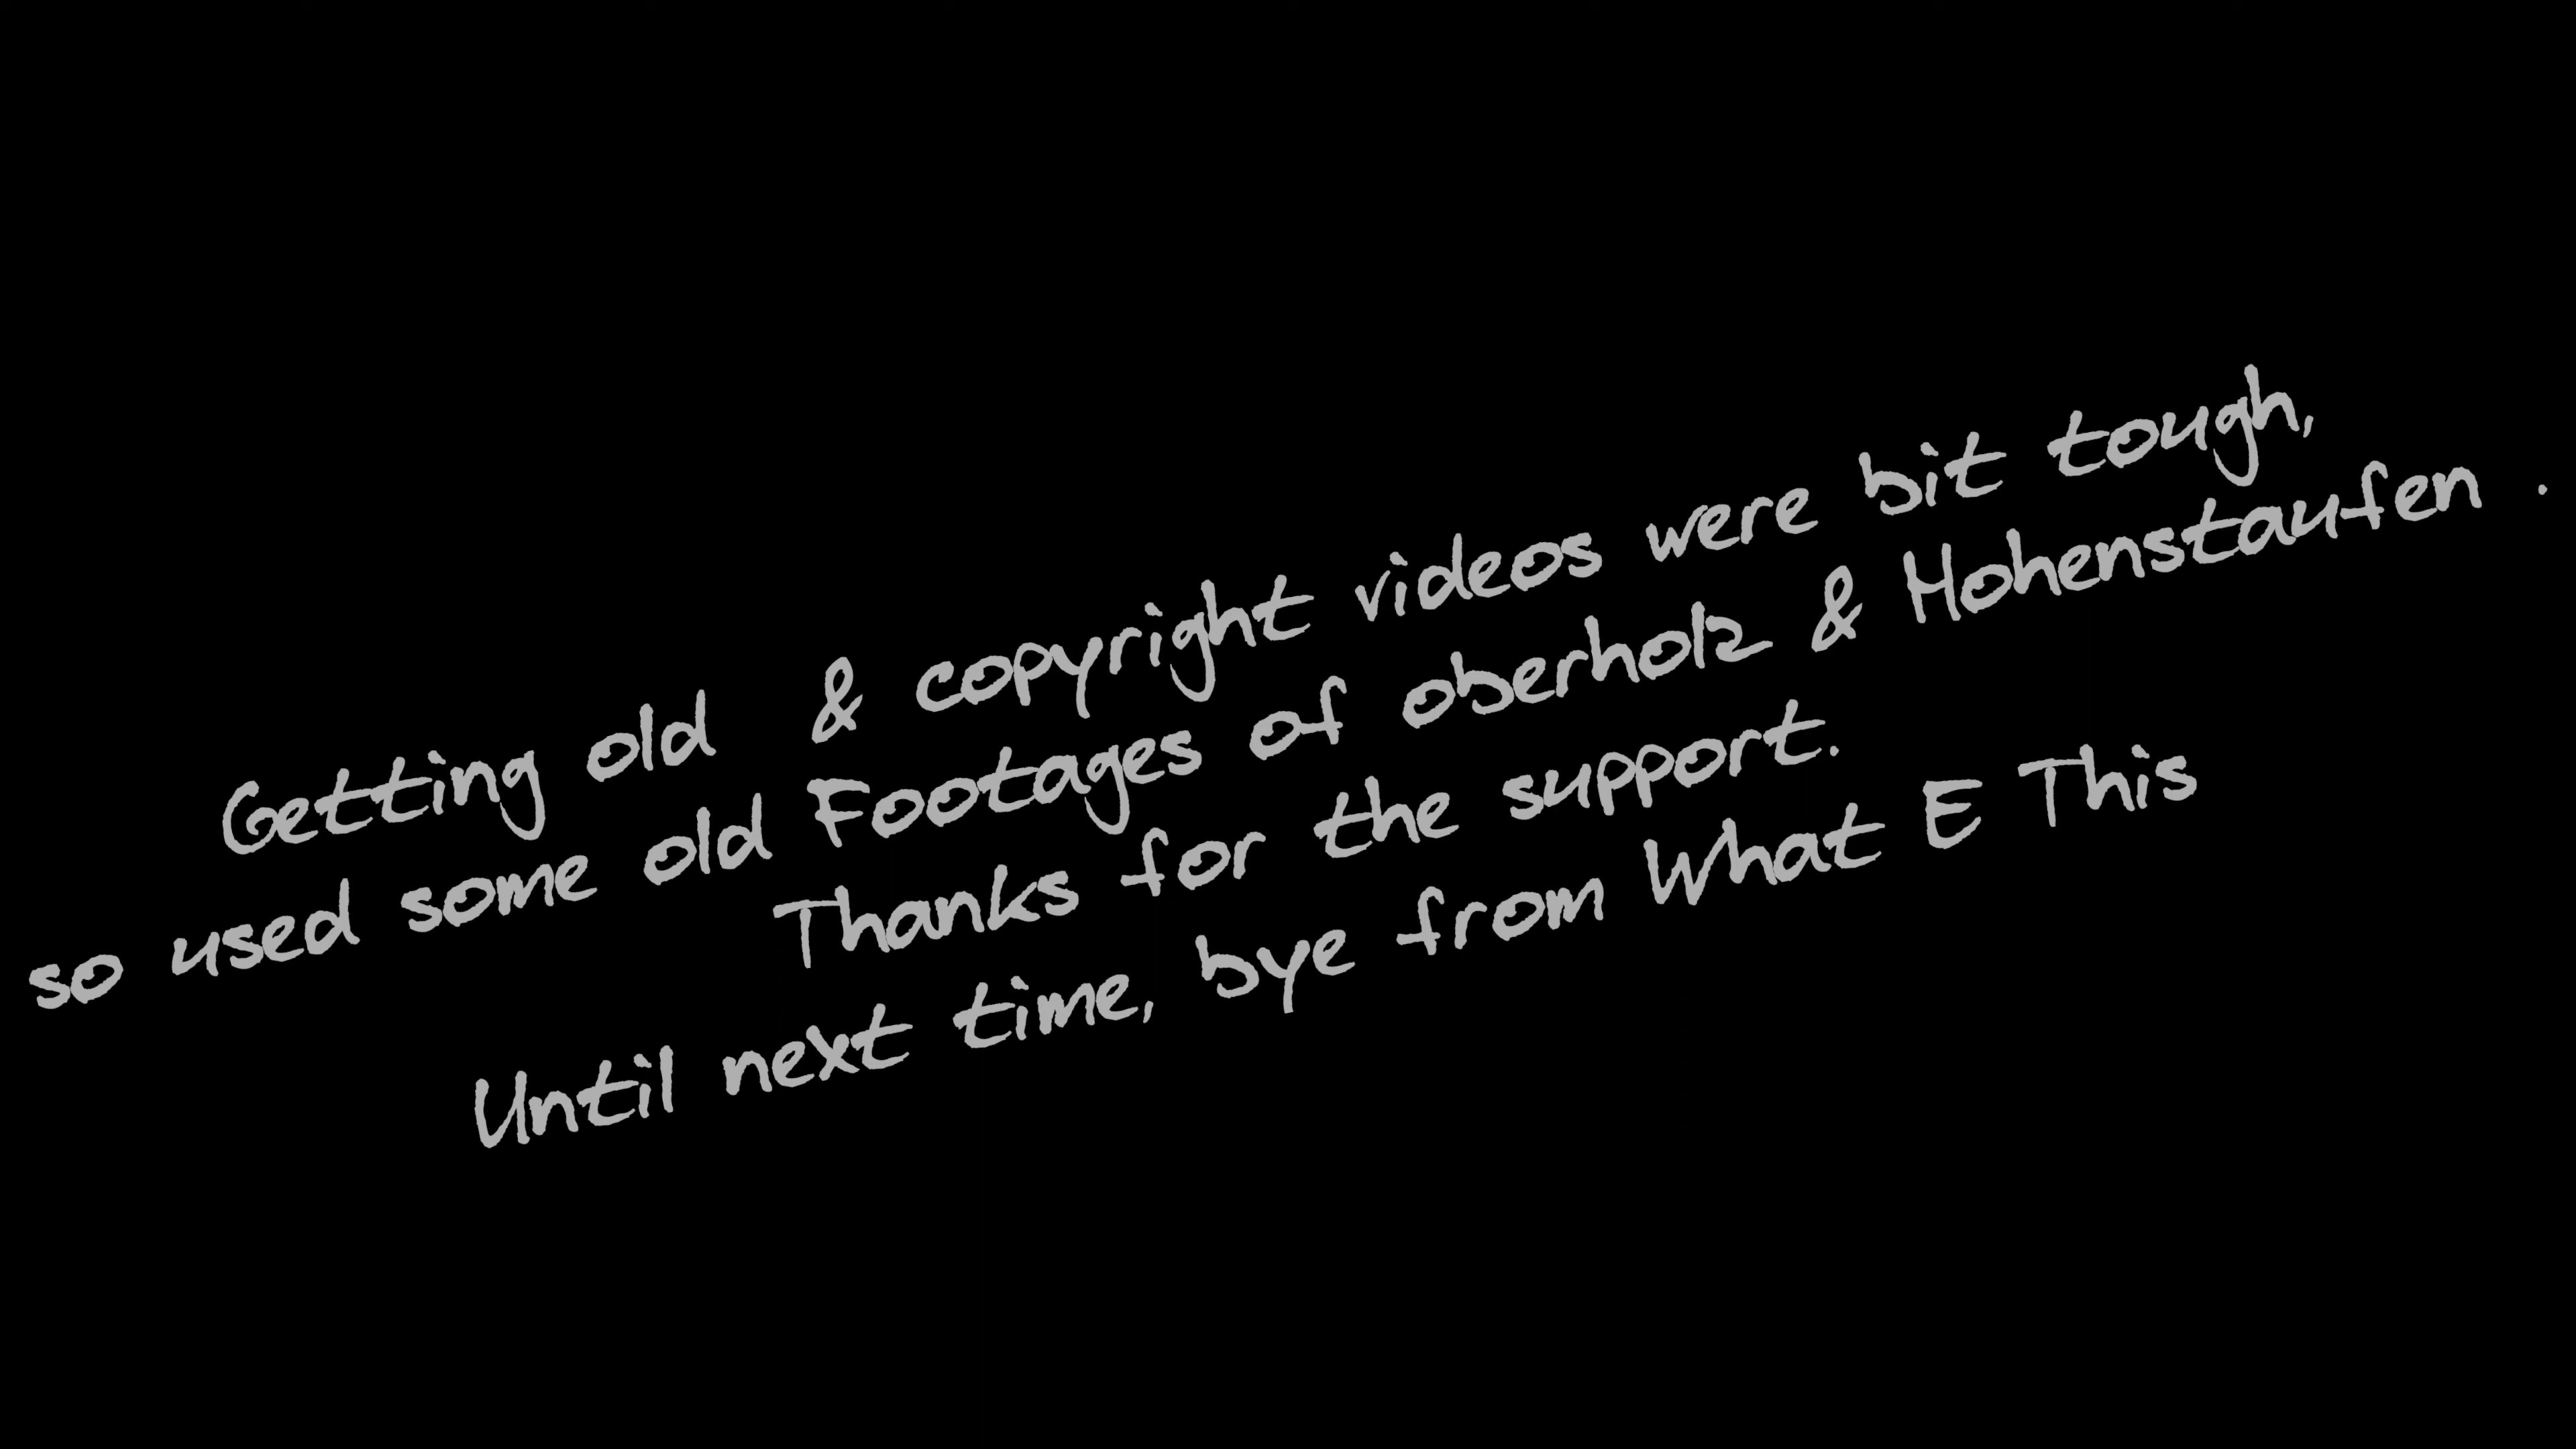 Getting old & copyright videos were bit tough,
so used some old Footages of oberholz & Hohenstaufen .
Thanks for the support.
Until next time, bye from What E This